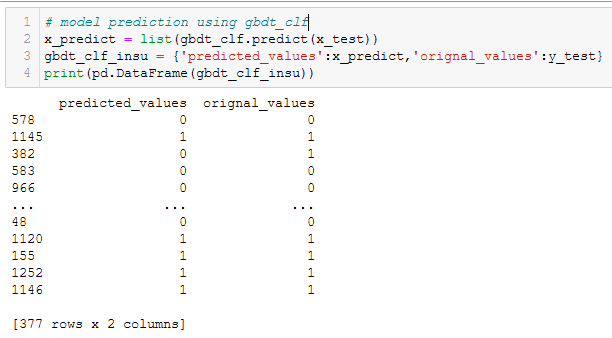 1 # model prediction using gbdt_clf
2 x_predict = list(gbdt_clf.predict(x_test))
3 gbdt_clf_insu = {'predicted_values':x_predict,'orignal_values':y_test}
4 print(pd.DataFrame(gbdt_clf_insu))
predicted_values orignal_values
578 0 0
1145 1 1
382 0 1
583 0 0
966 0 0
... ... ...
48 0 0
1120 1 1
155 1 1
1252 1 1
1146 1 1
[377 rows x 2 columns]